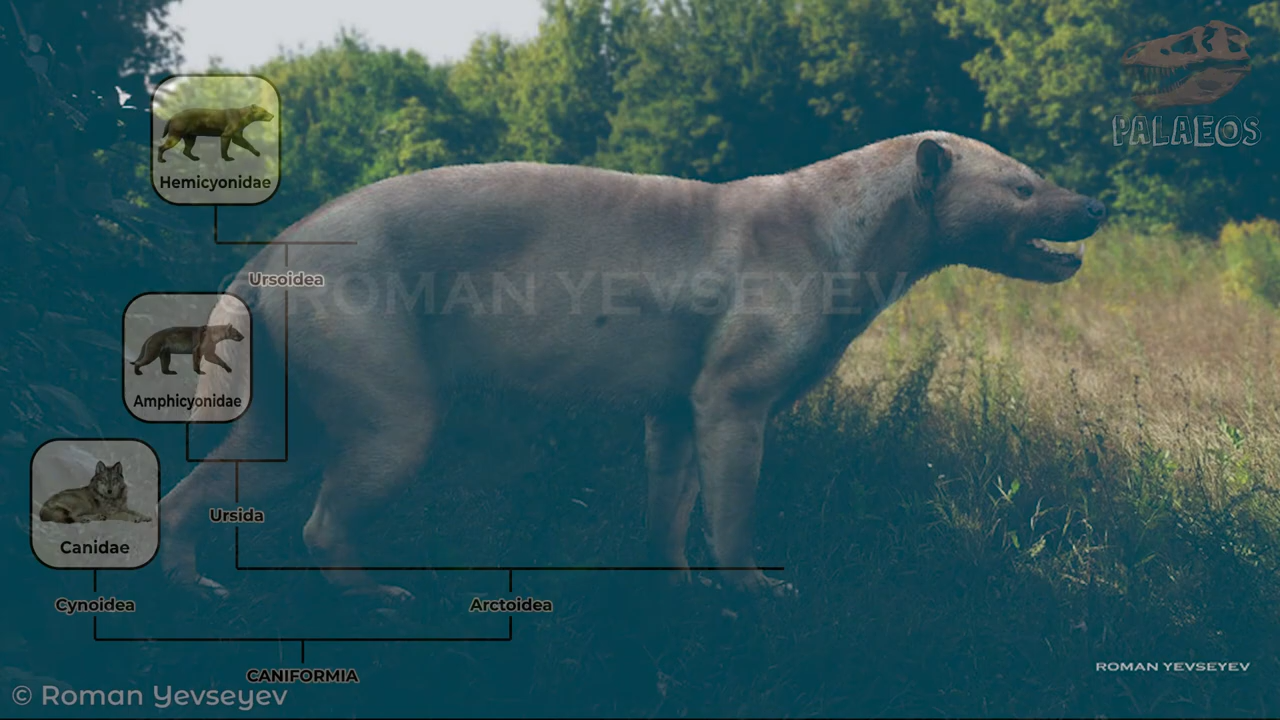 PALAEOS
Hemicyonidae
Ursoidea
© ROMAN YEVSEYEV
Amphicyonidae
Canidae
Ursida
Cynoidea
Arctoidea
CANIFORMIA
ROMAN YEVSEYEV
© Roman Yevseyev